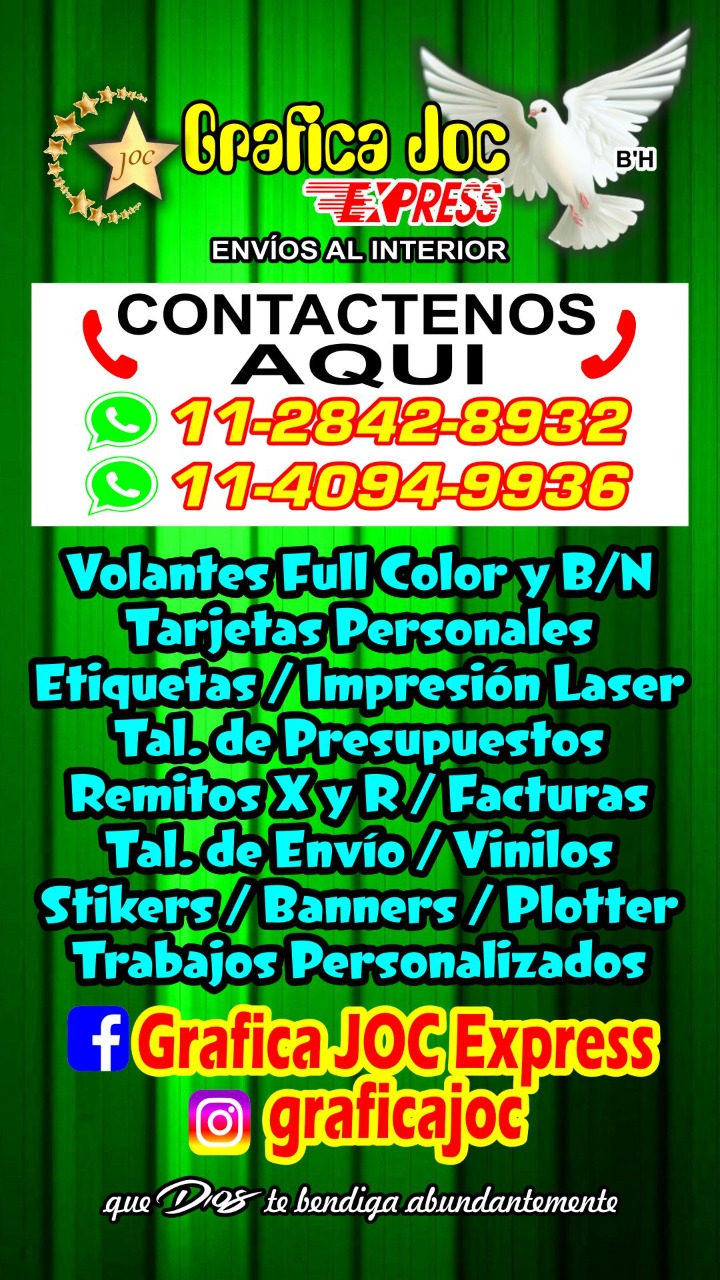 JOC
Grafica Joc
EXPRESS
B'H
ENVÍOS AL INTERIOR
CONTACTENOS
AQUI
11-2842-8932
11-4094-9936
Volantes Full Color y B/N
Tarjetas Personales
Etiquetas / Impresión Laser
Tal. de Presupuestos
Remitos X y R / Facturas
Tal. de Envío / Vinilos
Stikers / Banners / Plotter
Trabajos Personalizados
Grafica JOC Express
graficajoc
que Dios te bendiga abundantemente